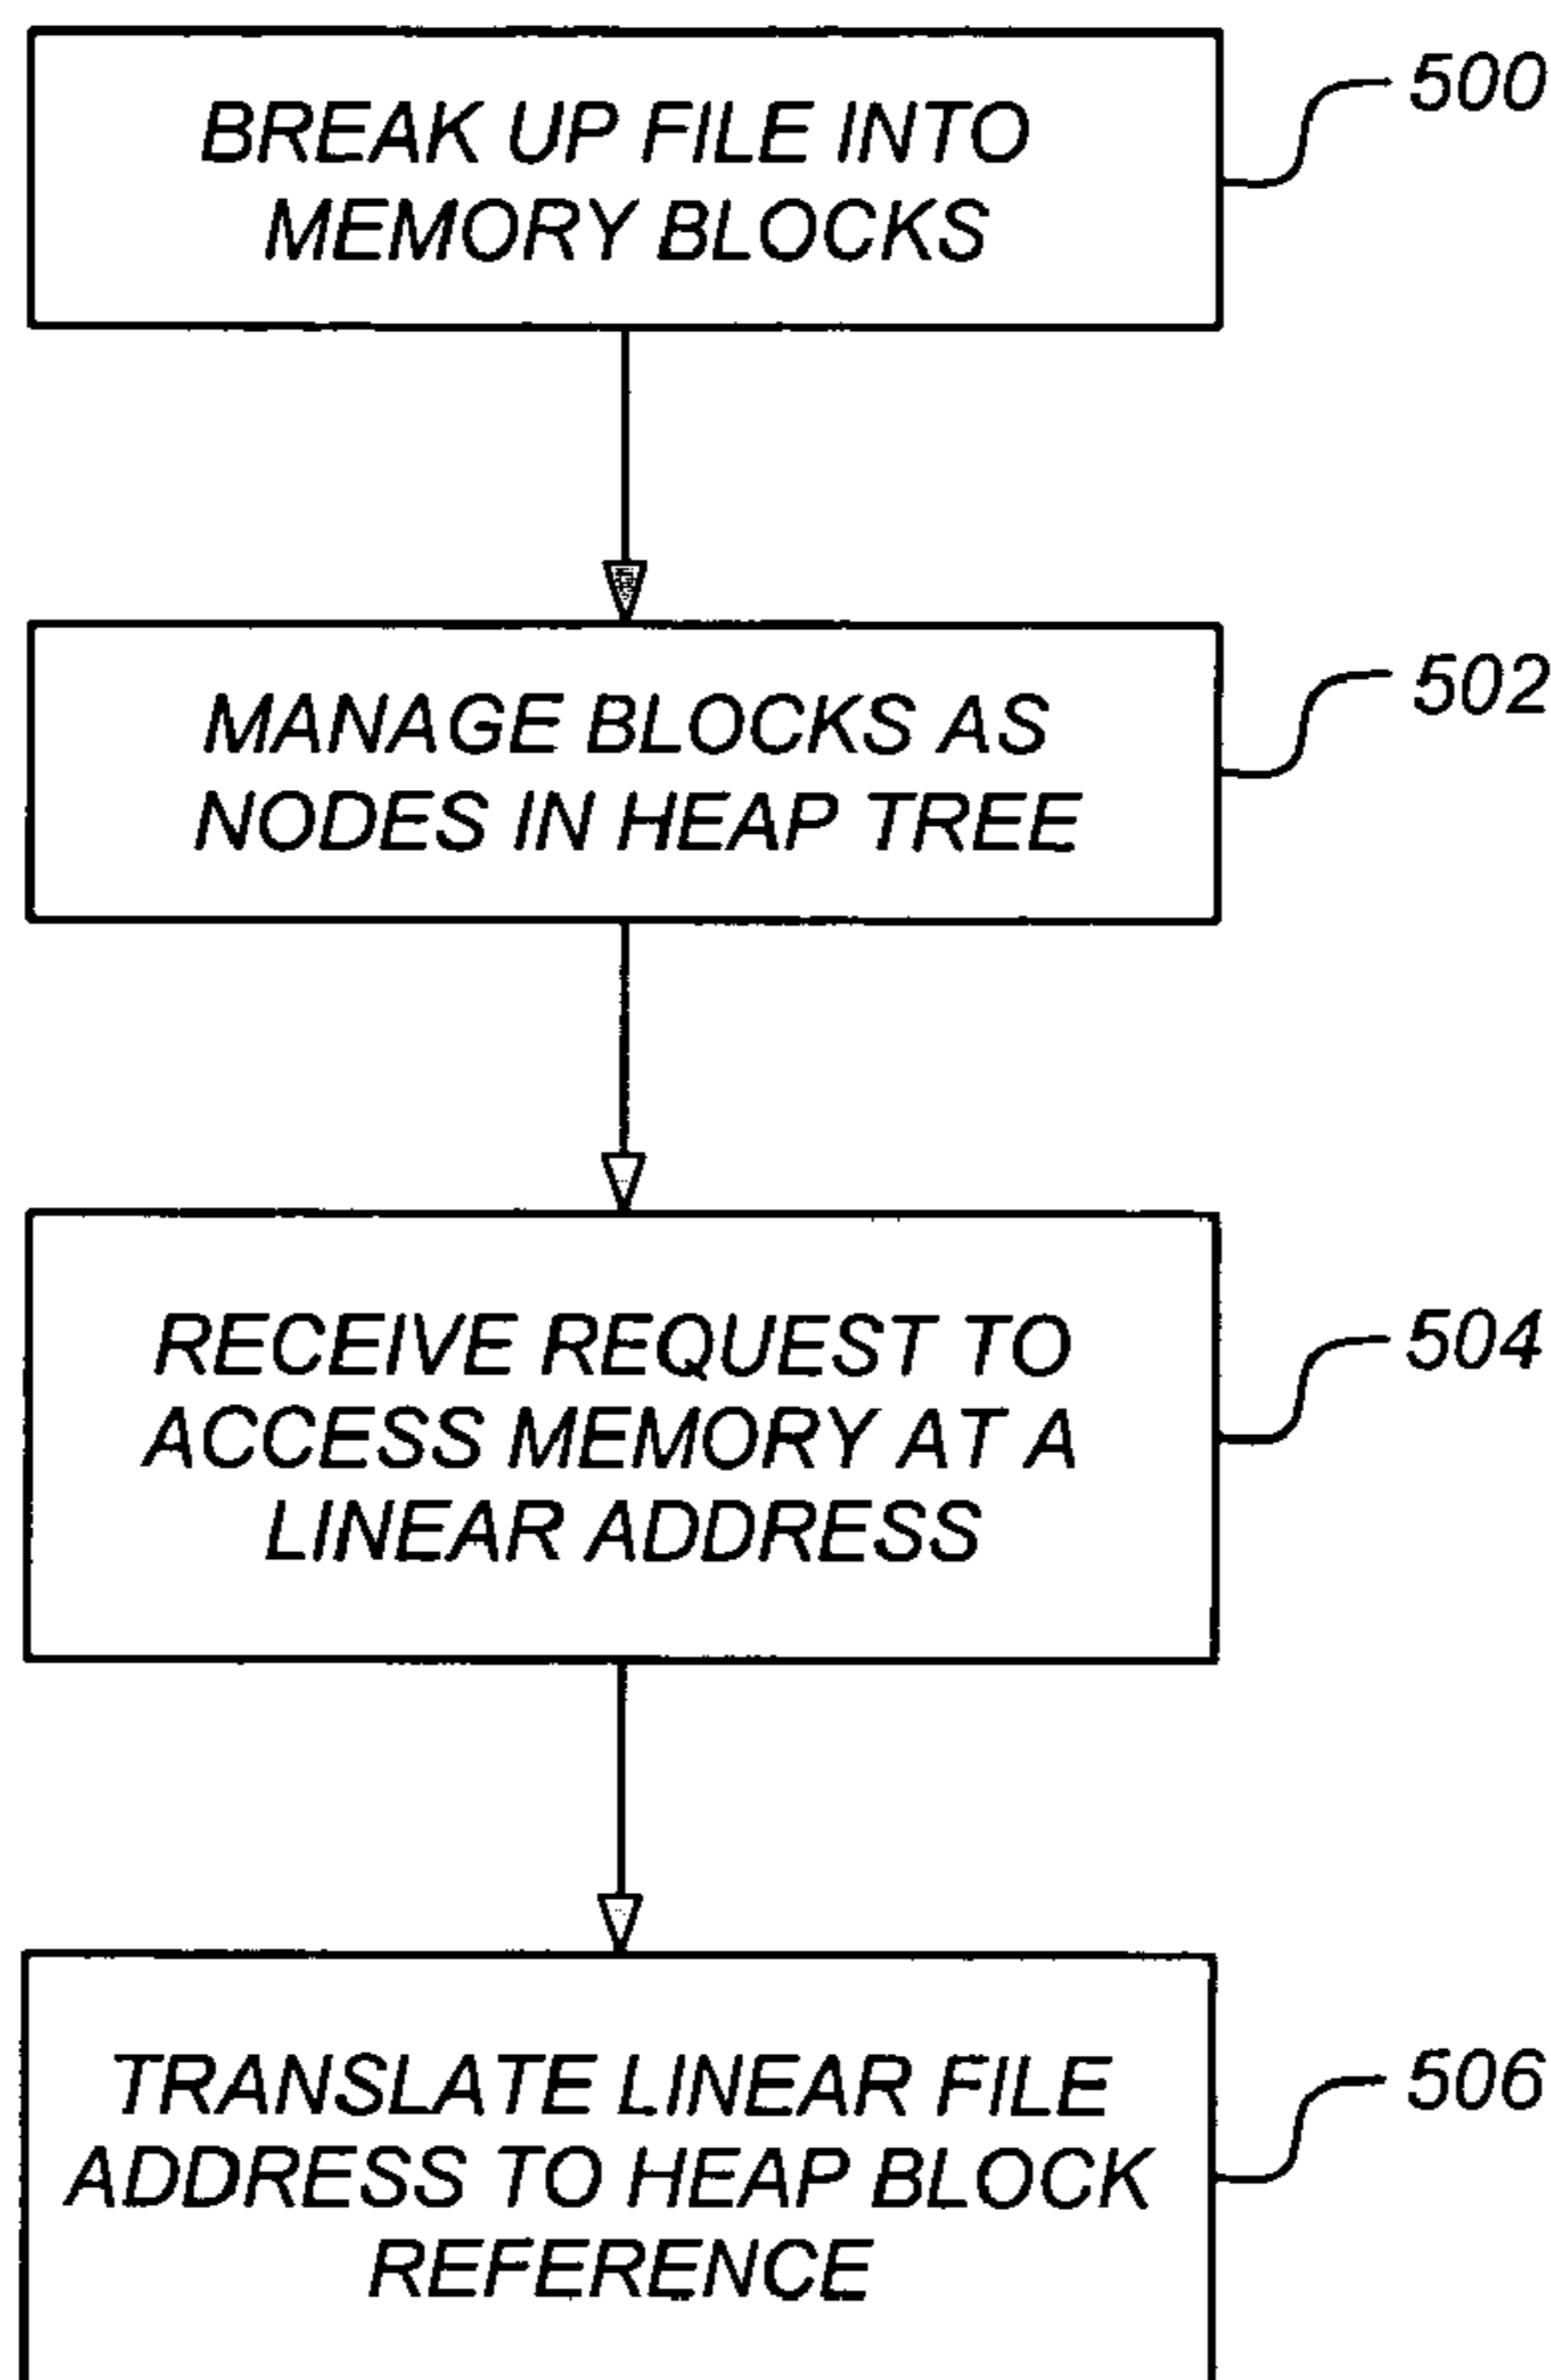 BREAK UP FILE INTO
MEMORY BLOCKS
500
MANAGE BLOCKS AS
NODES IN HEAP TREE
502
RECEIVE REQUEST TO
ACCESS MEMORY AT A
LINEAR ADDRESS
504
TRANSLATE LINEAR FILE
ADDRESS TO HEAP BLOCK
REFERENCE
506